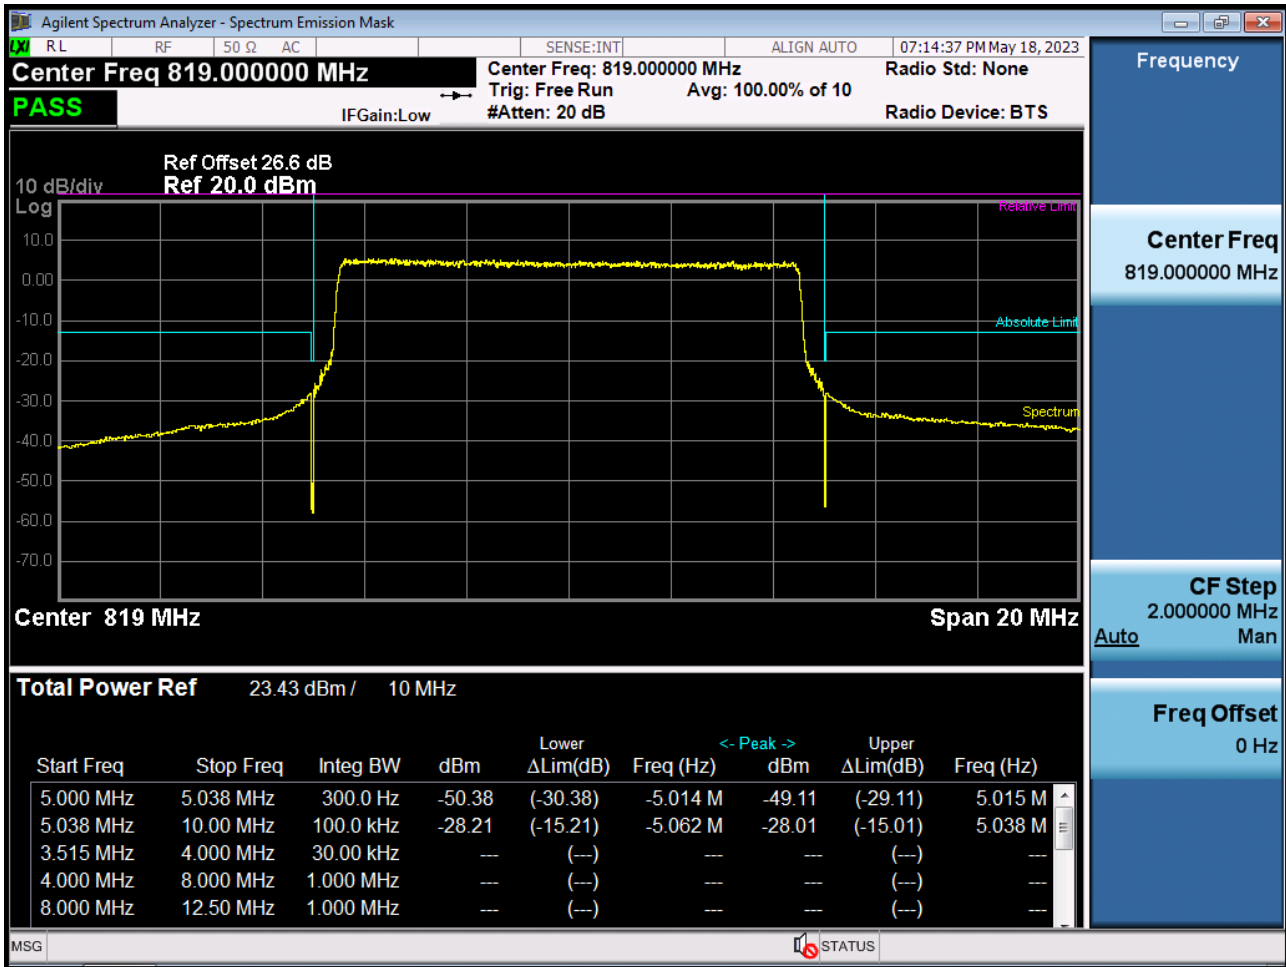 Agilent Spectrum Analyzer - Spectrum Emission Mask
LXI RL RF 50 Ω AC SENSE:INT ALIGN AUTO 07:14:37 PM May 18, 2023
Center Freq 819.000000 MHz
Center Freq: 819.000000 MHz
Radio Std: None
Trig: Free Run Avg: 100.00% of 10
PASS
IFGain:Low
#Atten: 20 dB
Radio Device: BTS
Ref Offset 26.6 dB
10 dB/div Ref 20.0 dBm
Log
Relative Limit
10.0
0.00
-10.0
Absolute Limit
-20.0
-30.0
Spectrum
-40.0
-50.0
-60.0
-70.0
Center 819 MHz Span 20 MHz
Total Power Ref 23.43 dBm / 10 MHz
Lower <- Peak -> Upper
Start Freq Stop Freq Integ BW dBm ΔLim(dB) Freq (Hz) dBm ΔLim(dB) Freq (Hz)
5.000 MHz 5.038 MHz 300.0 Hz -50.38 (-30.38) -5.014 M -49.11 (-29.11) 5.015 M
5.038 MHz 10.00 MHz 100.0 kHz -28.21 (-15.21) -5.062 M -28.01 (-15.01) 5.038 M
3.515 MHz 4.000 MHz 30.00 kHz --- (---) --- --- (---) ---
4.000 MHz 8.000 MHz 1.000 MHz --- (---) --- --- (---) ---
8.000 MHz 12.50 MHz 1.000 MHz --- (---) --- --- (---) ---
MSG STATUS
Frequency
Center Freq
819.000000 MHz
CF Step
2.000000 MHz
Auto Man
Freq Offset
0 Hz